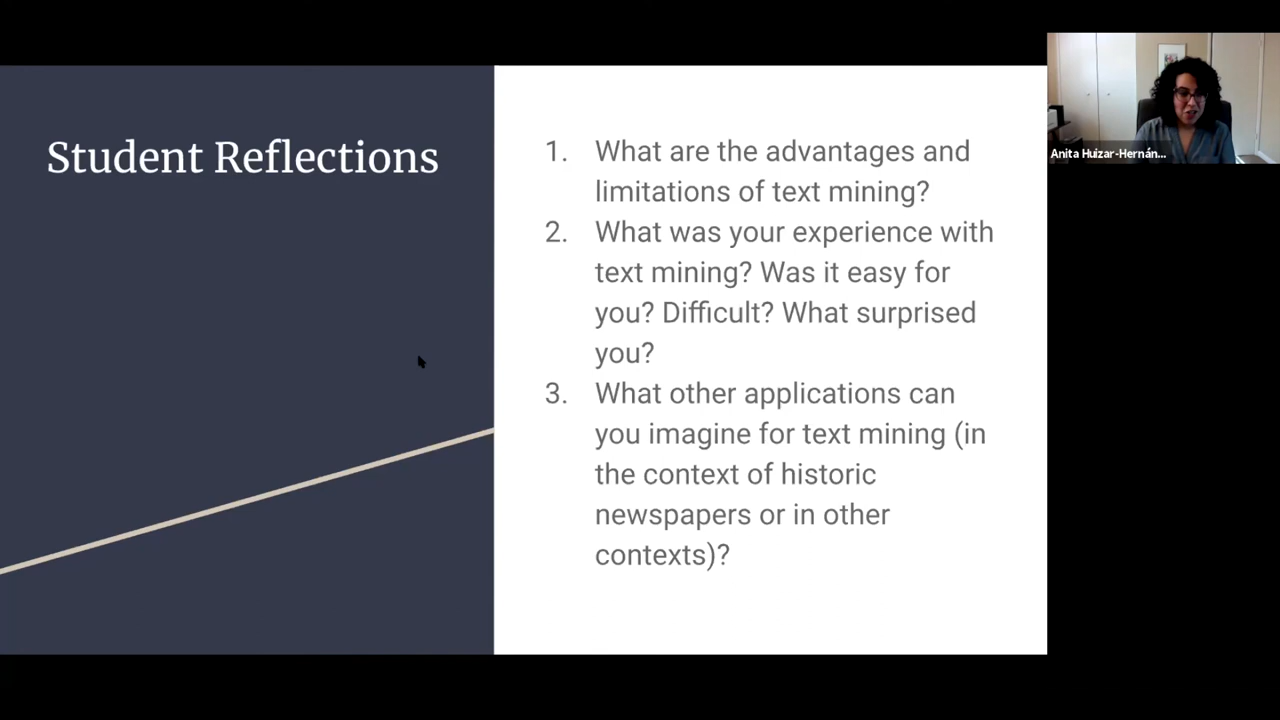 Student Reflections
1. What are the advantages and
limitations of text mining?
2. What was your experience with
text mining? Was it easy for
you? Difficult? What surprised
you?
3. What other applications can
you imagine for text mining (in
the context of historic
newspapers or in other
contexts)?
Anita Huizar-Hernán...